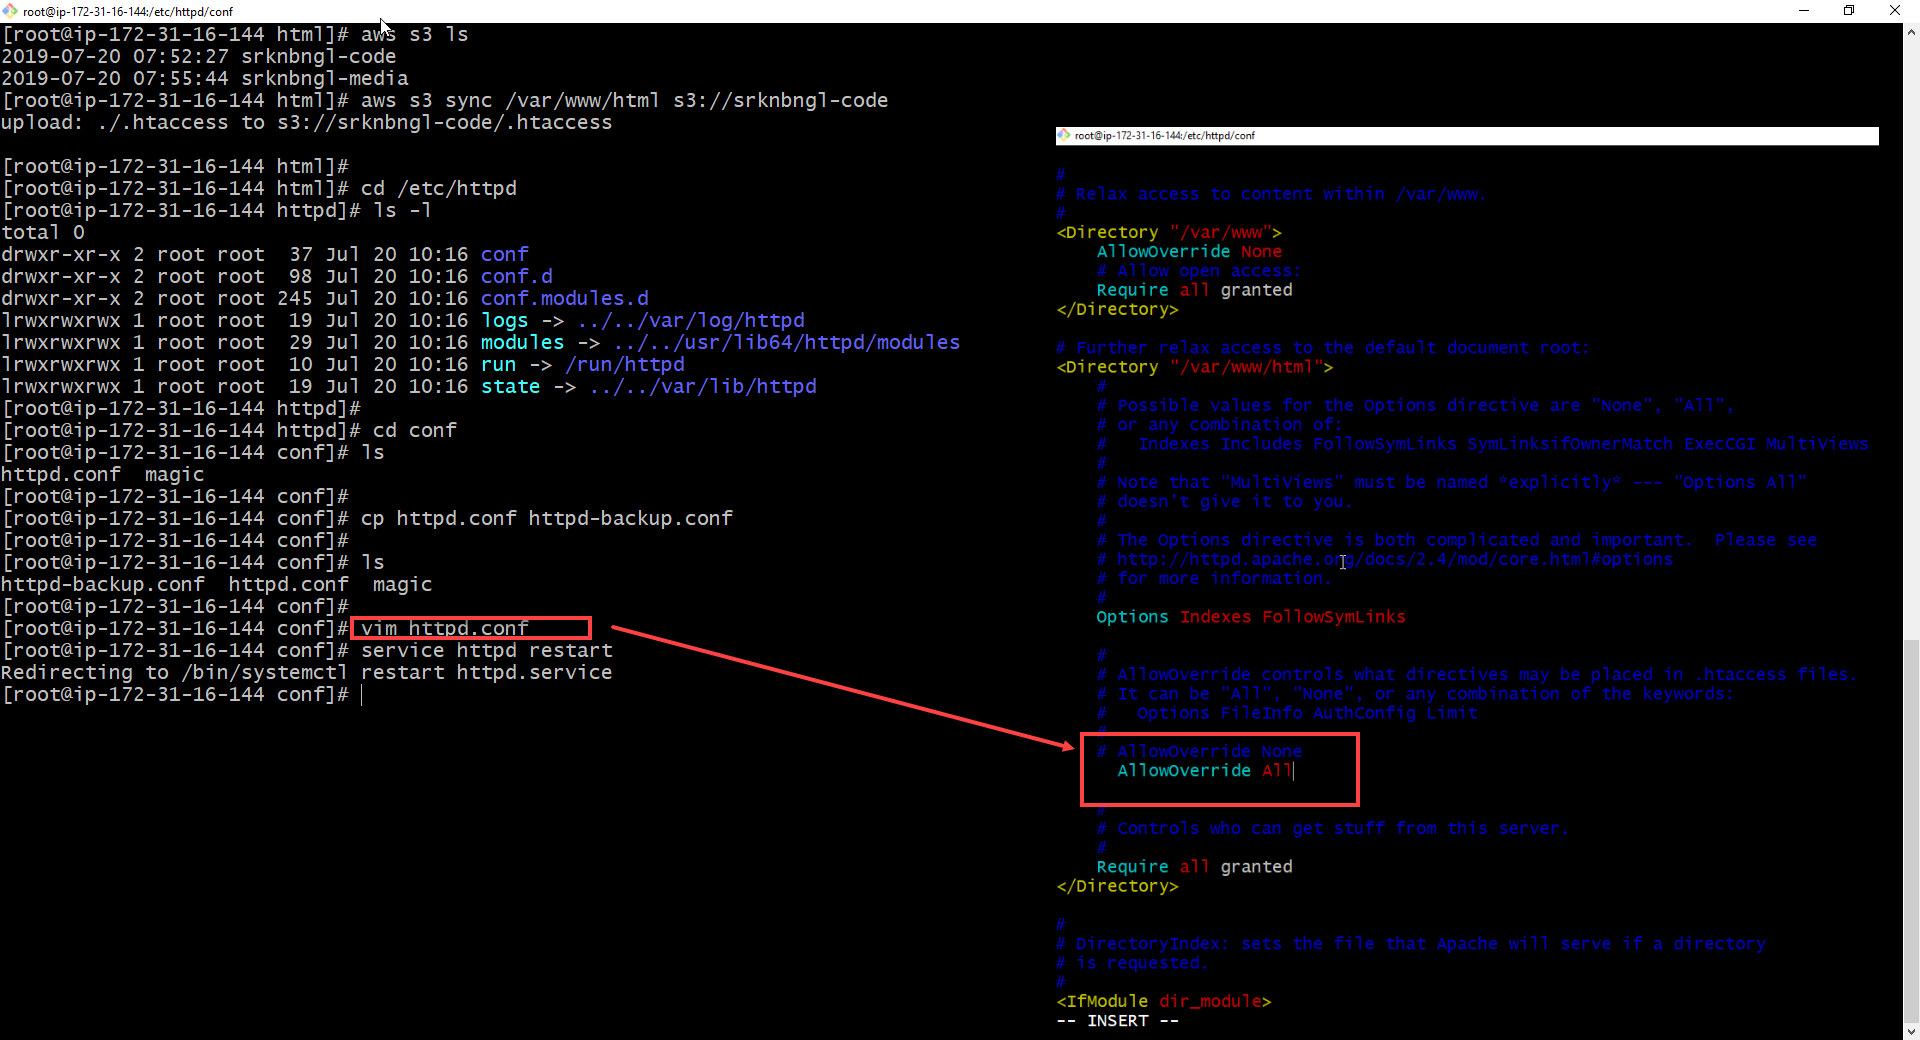 root@ip-172-31-16-144:/etc/httpd/conf
[root@ip-172-31-16-144 html]# aws s3 ls
2019-07-20 07:52:27 srknbngl-code
2019-07-20 07:55:44 srknbngl-media
[root@ip-172-31-16-144 html]# aws s3 sync /var/www/html s3://srknbngl-code
upload: ./.htaccess to s3://srknbngl-code/.htaccess
[root@ip-172-31-16-144 html]#
[root@ip-172-31-16-144 html]# cd /etc/httpd
[root@ip-172-31-16-144 httpd]# ls -l
total 0
drwxr-xr-x 2 root root  37 Jul 20 10:16 conf
drwxr-xr-x 2 root root  98 Jul 20 10:16 conf.d
drwxr-xr-x 2 root root 245 Jul 20 10:16 conf.modules.d
lrwxrwxrwx 1 root root  19 Jul 20 10:16 logs -> ../../var/log/httpd
lrwxrwxrwx 1 root root  29 Jul 20 10:16 modules -> ../../usr/lib64/httpd/modules
lrwxrwxrwx 1 root root  10 Jul 20 10:16 run -> /run/httpd
lrwxrwxrwx 1 root root  19 Jul 20 10:16 state -> ../../var/lib/httpd
[root@ip-172-31-16-144 httpd]#
[root@ip-172-31-16-144 httpd]# cd conf
[root@ip-172-31-16-144 conf]# ls
httpd.conf  magic
[root@ip-172-31-16-144 conf]#
[root@ip-172-31-16-144 conf]# cp httpd.conf httpd-backup.conf
[root@ip-172-31-16-144 conf]#
[root@ip-172-31-16-144 conf]# ls
httpd-backup.conf  httpd.conf  magic
[root@ip-172-31-16-144 conf]#
[root@ip-172-31-16-144 conf]# vim httpd.conf
[root@ip-172-31-16-144 conf]# service httpd restart
Redirecting to /bin/systemctl restart httpd.service
[root@ip-172-31-16-144 conf]#
root@ip-172-31-16-144:/etc/httpd/conf
#
# Relax access to content within /var/www.
#
<Directory "/var/www">
    AllowOverride None
    # Allow open access:
    Require all granted
</Directory>
# Further relax access to the default document root:
<Directory "/var/www/html">
    #
    # Possible values for the Options directive are "None", "All",
    # or any combination of:
    #   Indexes Includes FollowSymLinks SymLinksifOwnerMatch ExecCGI MultiViews
    #
    # Note that "MultiViews" must be named *explicitly* --- "Options All"
    # doesn't give it to you.
    #
    # The Options directive is both complicated and important.  Please see
    # http://httpd.apache.org/docs/2.4/mod/core.html#options
    # for more information.
    #
    Options Indexes FollowSymLinks
    #
    # AllowOverride controls what directives may be placed in .htaccess files.
    # It can be "All", "None", or any combination of the keywords:
    #   Options FileInfo AuthConfig Limit
    #
    # AllowOverride None
      AllowOverride All
    #
    # Controls who can get stuff from this server.
    #
    Require all granted
</Directory>
#
# DirectoryIndex: sets the file that Apache will serve if a directory
# is requested.
#
<IfModule dir_module>
-- INSERT --